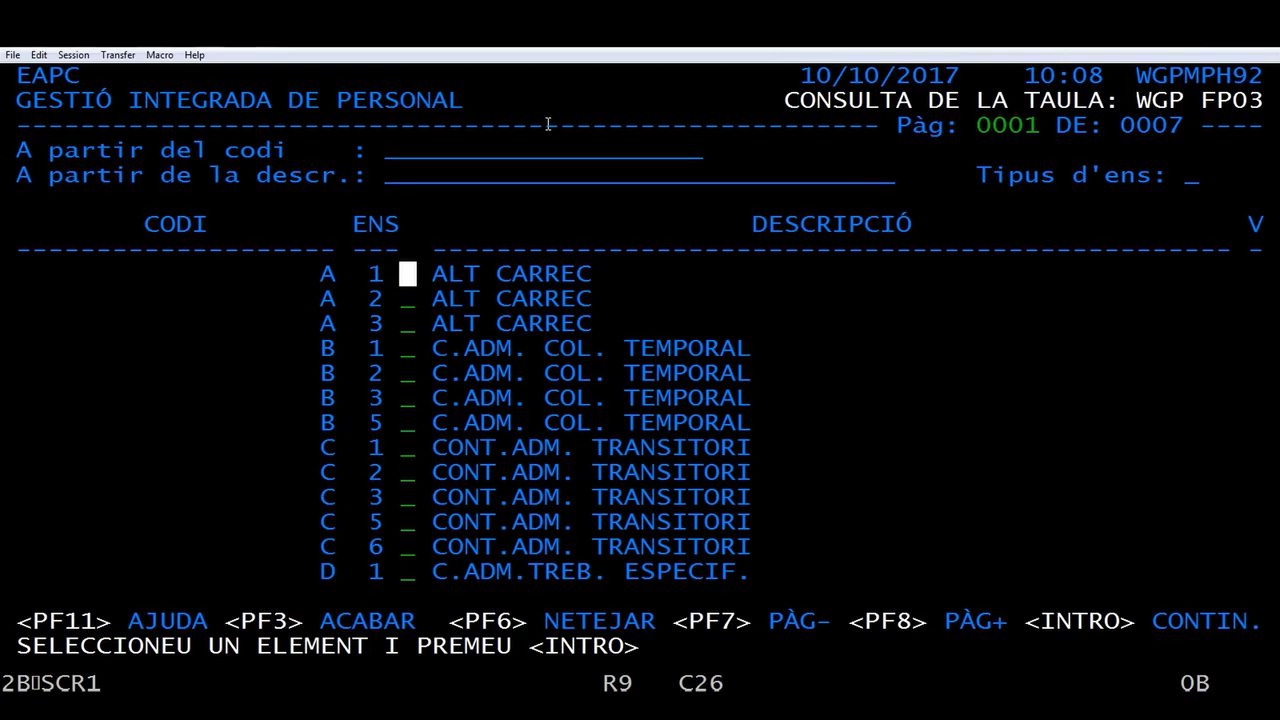 File Edit Session Transfer Macro Help
EAPC 10/10/2017 10:08 WGPMPH92
GESTIÓ INTEGRADA DE PERSONAL CONSULTA DE LA TAULA: WGP FP03
------------------------------------------------------ Pàg: 0001 DE: 0007 ----
A partir del codi : ____________________
A partir de la descr.: ________________________________ Tipus d'ens: _
CODI ENS DESCRIPCIÓ V
-------------------- --- -------------------------------------------------- -
A 1 ALT CARREC
A 2 _ ALT CARREC
A 3 _ ALT CARREC
B 1 _ C.ADM. COL. TEMPORAL
B 2 _ C.ADM. COL. TEMPORAL
B 3 _ C.ADM. COL. TEMPORAL
B 5 _ C.ADM. COL. TEMPORAL
C 1 _ CONT.ADM. TRANSITORI
C 2 _ CONT.ADM. TRANSITORI
C 3 _ CONT.ADM. TRANSITORI
C 5 _ CONT.ADM. TRANSITORI
C 6 _ CONT.ADM. TRANSITORI
D 1 _ C.ADM.TREB. ESPECIF.
<PF11> AJUDA <PF3> ACABAR <PF6> NETEJAR <PF7> PÀG- <PF8> PÀG+ <INTRO> CONTIN.
SELECCIONEU UN ELEMENT I PREMEU <INTRO>
2B▯SCR1 R9 C26 0B